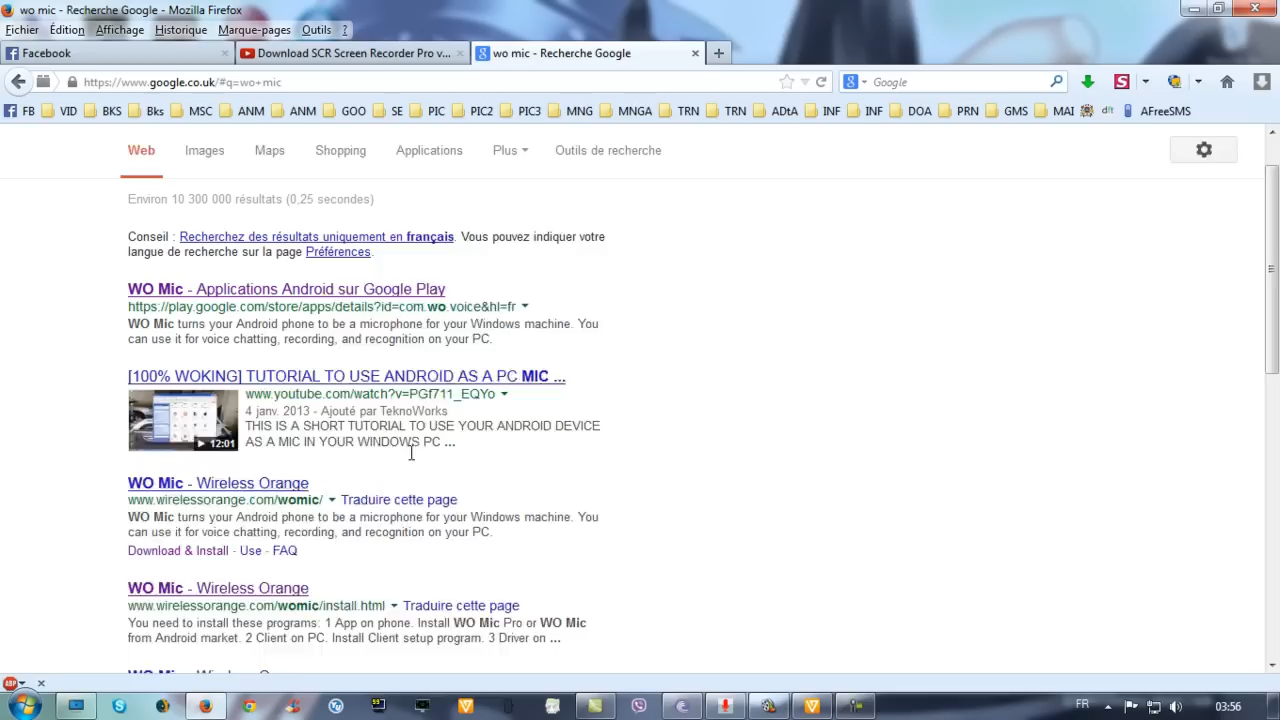 wo mic - Recherche Google - Mozilla Firefox
Fichier Édition Affichage Historique Marque-pages Outils ?
Facebook Download SCR Screen Recorder Pro v... wo mic - Recherche Google
https://www.google.co.uk/#q=wo+mic Google
FB VID BKS Bks MSC ANM ANM GOO SE PIC PIC2 PIC3 MNG MNGA TRN TRN ADtA INF INF DOA PRN GMS MAI dlt AFreeSMS
Web Images Maps Shopping Applications Plus Outils de recherche
Environ 10 300 000 résultats (0,25 secondes)
Conseil : Recherchez des résultats uniquement en français. Vous pouvez indiquer votre
langue de recherche sur la page Préférences.
WO Mic - Applications Android sur Google Play
https://play.google.com/store/apps/details?id=com.wo.voice&hl=fr
WO Mic turns your Android phone to be a microphone for your Windows machine. You
can use it for voice chatting, recording, and recognition on your PC.
[100% WOKING] TUTORIAL TO USE ANDROID AS A PC MIC ...
www.youtube.com/watch?v=PGf711_EQYo
4 janv. 2013 - Ajouté par TeknoWorks
THIS IS A SHORT TUTORIAL TO USE YOUR ANDROID DEVICE
AS A MIC IN YOUR WINDOWS PC ...
12:01
WO Mic - Wireless Orange
www.wirelessorange.com/womic/ Traduire cette page
WO Mic turns your Android phone to be a microphone for your Windows machine. You
can use it for voice chatting, recording, and recognition on your PC.
Download & Install - Use - FAQ
WO Mic - Wireless Orange
www.wirelessorange.com/womic/install.html Traduire cette page
You need to install these programs: 1 App on phone. Install WO Mic Pro or WO Mic
from Android market. 2 Client on PC. Install Client setup program. 3 Driver on ...
WO Mic - Wireless Orange
ABP
FR 03:56